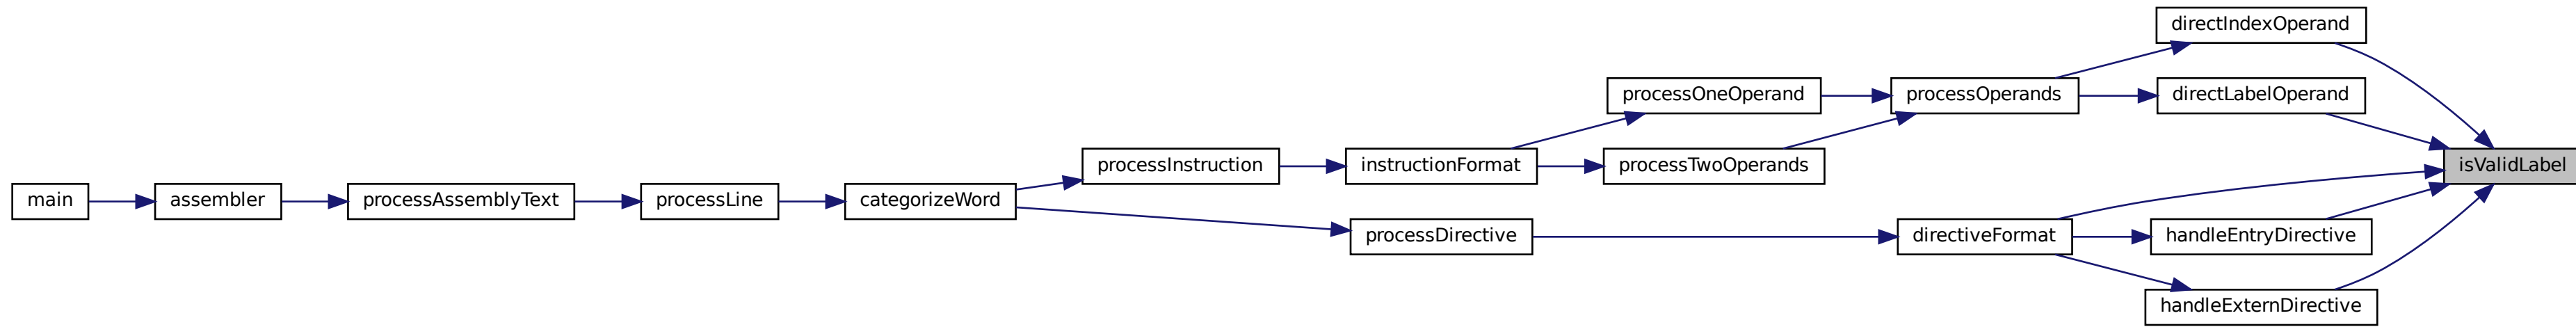 directIndexOperand
processOneOperand
processOperands
directLabelOperand
processInstruction
instructionFormat
processTwoOperands
isValidLabel
main
assembler
processAssemblyText
processLine
categorizeWord
processDirective
directiveFormat
handleEntryDirective
handleExternDirective